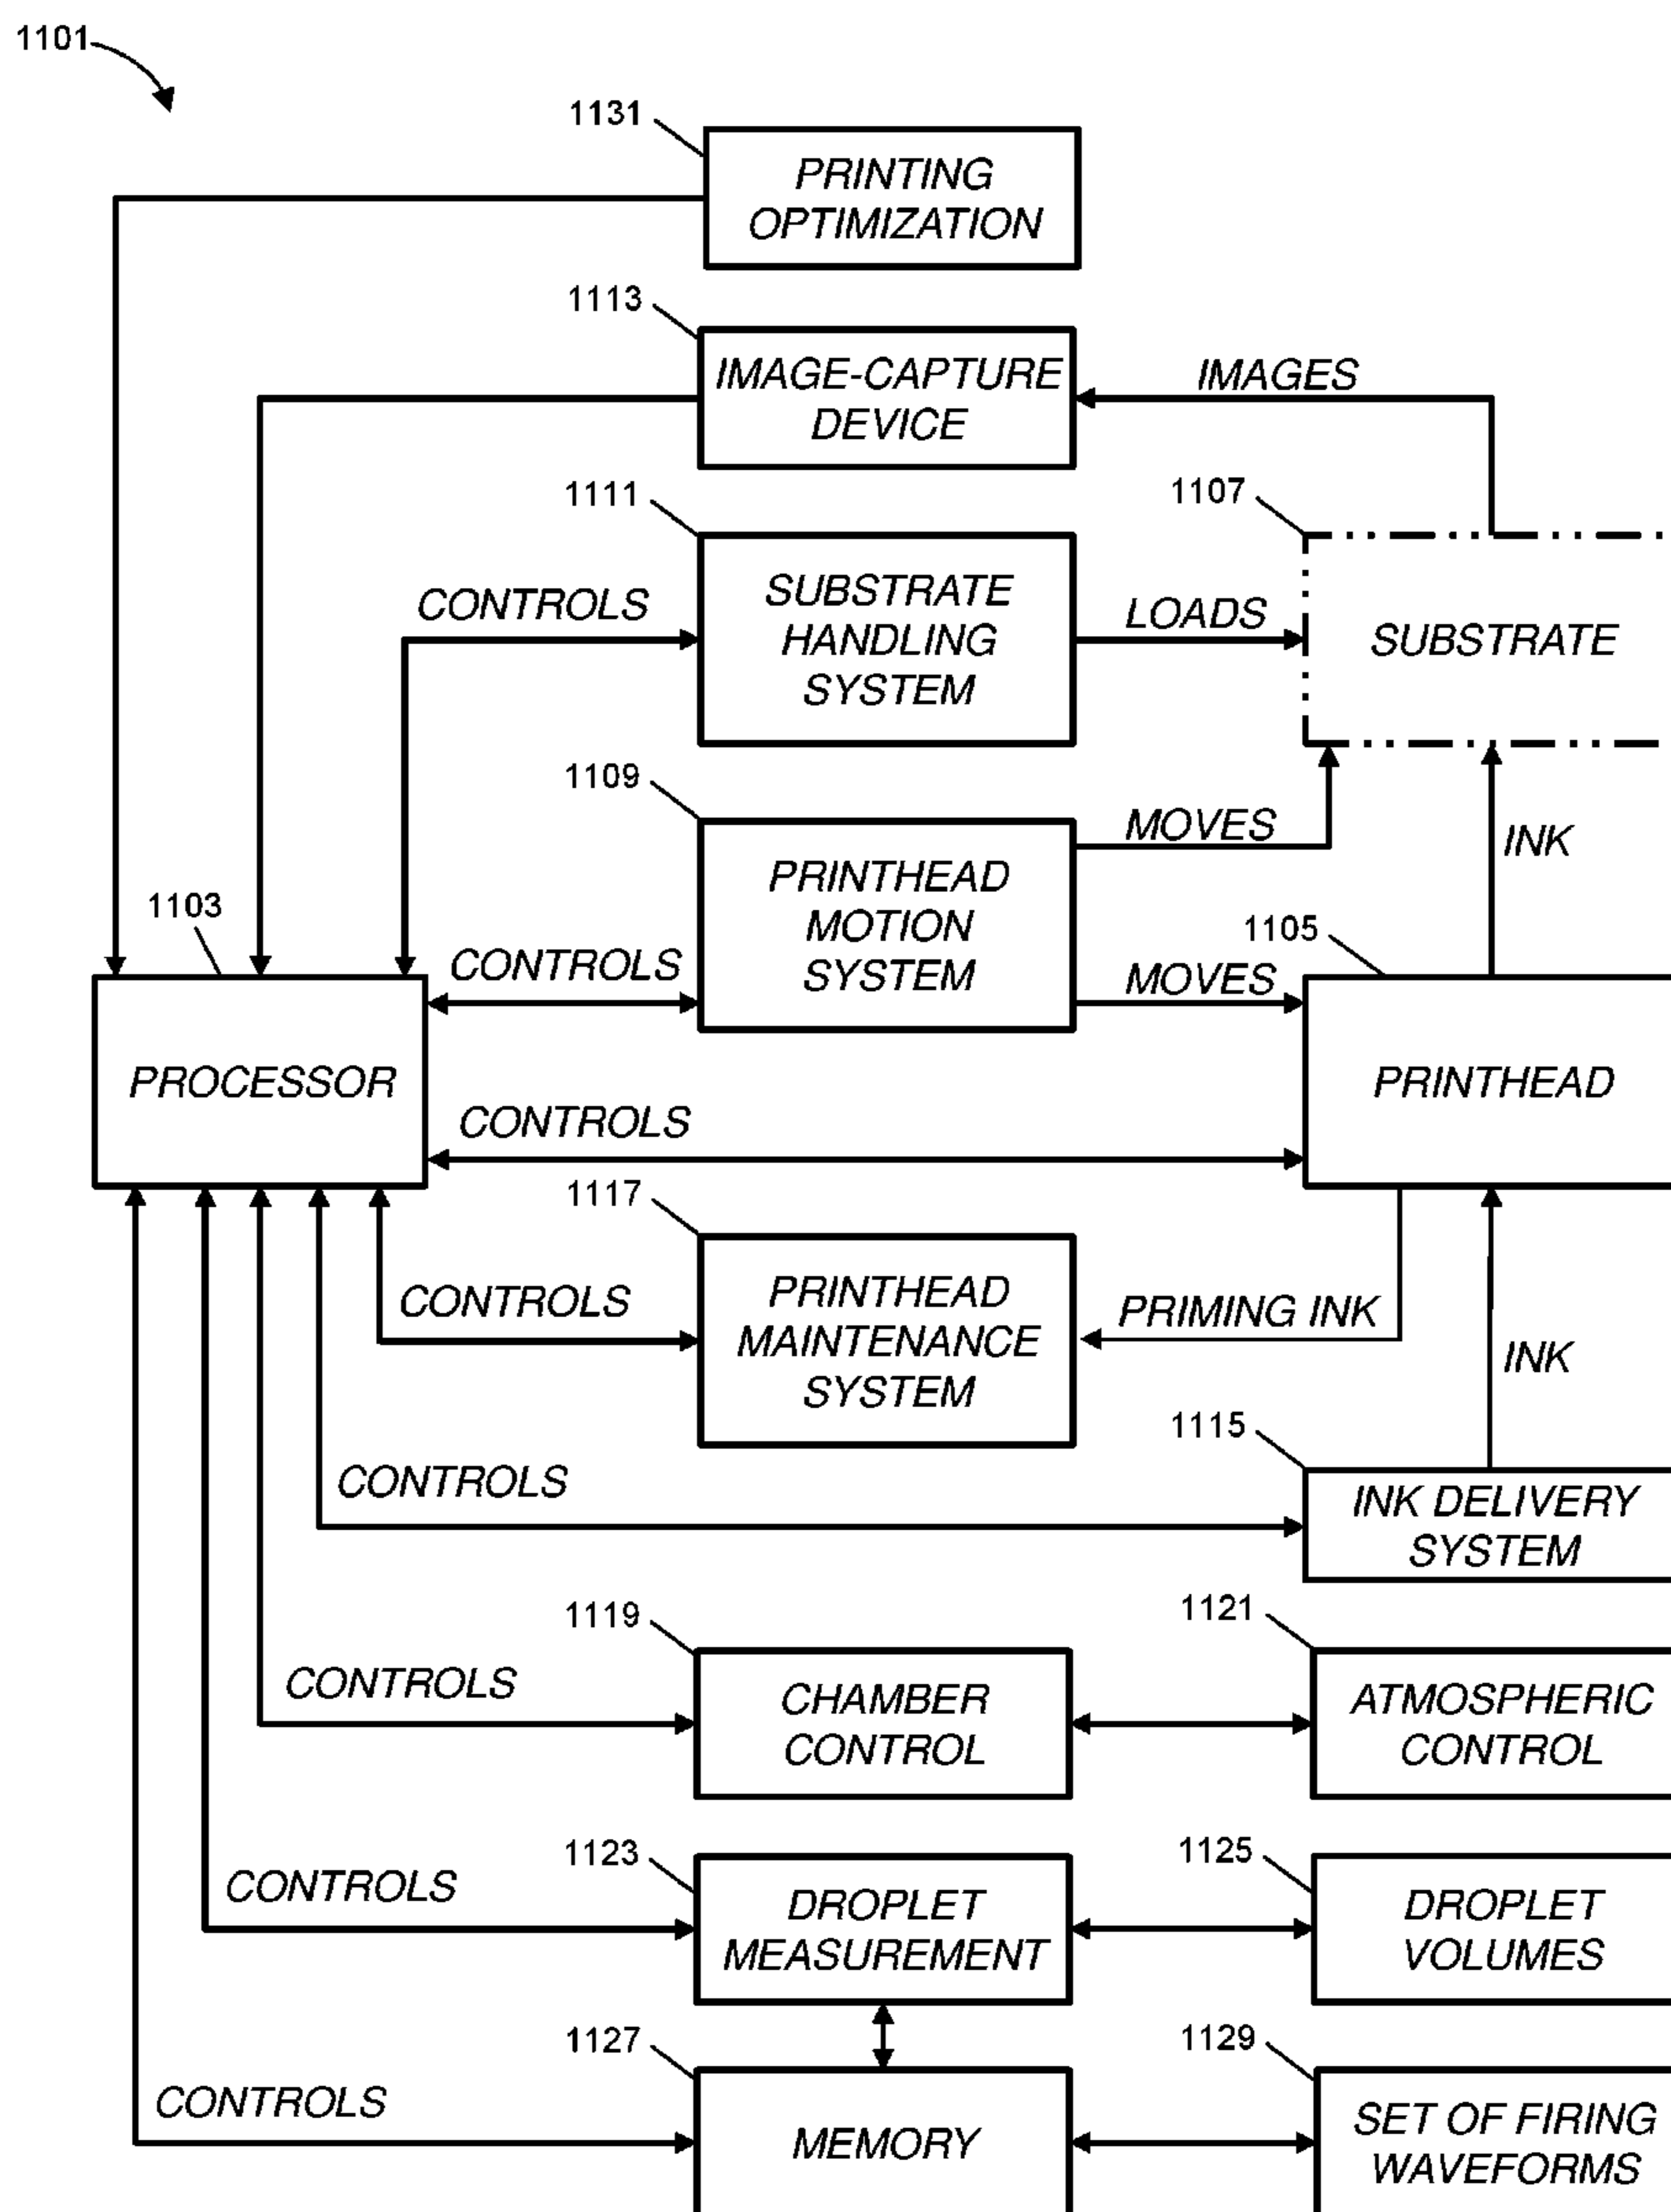 1101
1131
PRINTING
OPTIMIZATION
1113
IMAGE-CAPTURE
DEVICE
IMAGES
1111
1107
CONTROLS
SUBSTRATE
HANDLING
SYSTEM
LOADS
SUBSTRATE
1109
MOVES
INK
PRINTHEAD
MOTION
SYSTEM
1103
1105
CONTROLS
MOVES
PROCESSOR
PRINTHEAD
CONTROLS
1117
CONTROLS
PRINTHEAD
MAINTENANCE
SYSTEM
PRIMING INK
INK
1115
CONTROLS
INK DELIVERY
SYSTEM
1119
1121
CONTROLS
CHAMBER
CONTROL
ATMOSPHERIC
CONTROL
1123
1125
CONTROLS
DROPLET
MEASUREMENT
DROPLET
VOLUMES
1127
1129
CONTROLS
MEMORY
SET OF FIRING
WAVEFORMS